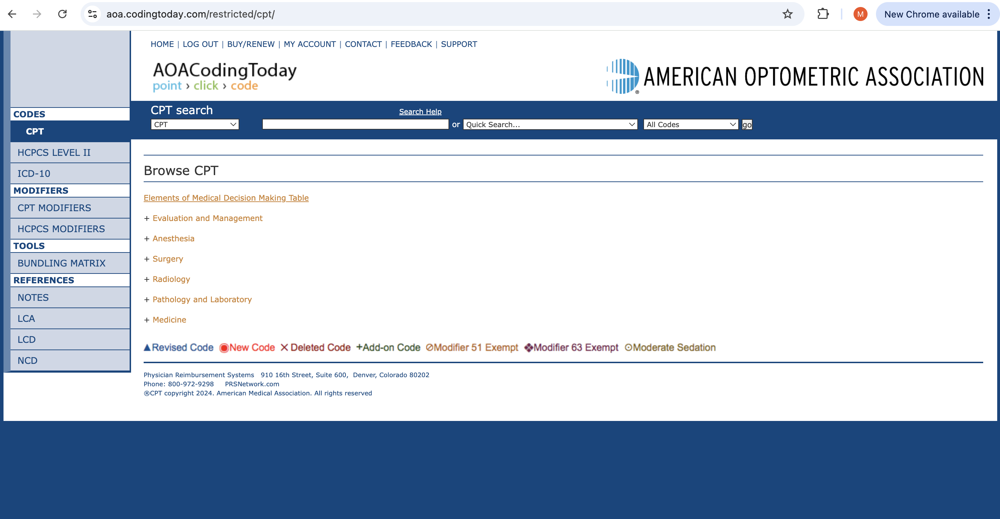 aoa.codingtoday.com/restricted/cpt/
M
New Chrome available
HOME | LOG OUT | BUY/RENEW | MY ACCOUNT | CONTACT | FEEDBACK | SUPPORT
AOACodingToday
point › click › code
® AMERICAN OPTOMETRIC ASSOCIATION
CPT search
Search Help
CPT
or
Quick Search...
All Codes
go
CODES
CPT
HCPCS LEVEL II
ICD-10
MODIFIERS
CPT MODIFIERS
HCPCS MODIFIERS
TOOLS
BUNDLING MATRIX
REFERENCES
NOTES
LCA
LCD
NCD
Browse CPT
Elements of Medical Decision Making Table
+ Evaluation and Management
+ Anesthesia
+ Surgery
+ Radiology
+ Pathology and Laboratory
+ Medicine
▲Revised Code ◉New Code ✕Deleted Code +Add-on Code ⊘Modifier 51 Exempt ❖Modifier 63 Exempt ⊙Moderate Sedation
Physician Reimbursement Systems 910 16th Street, Suite 600, Denver, Colorado 80202
Phone: 800-972-9298 PRSNetwork.com
®CPT copyright 2024. American Medical Association. All rights reserved